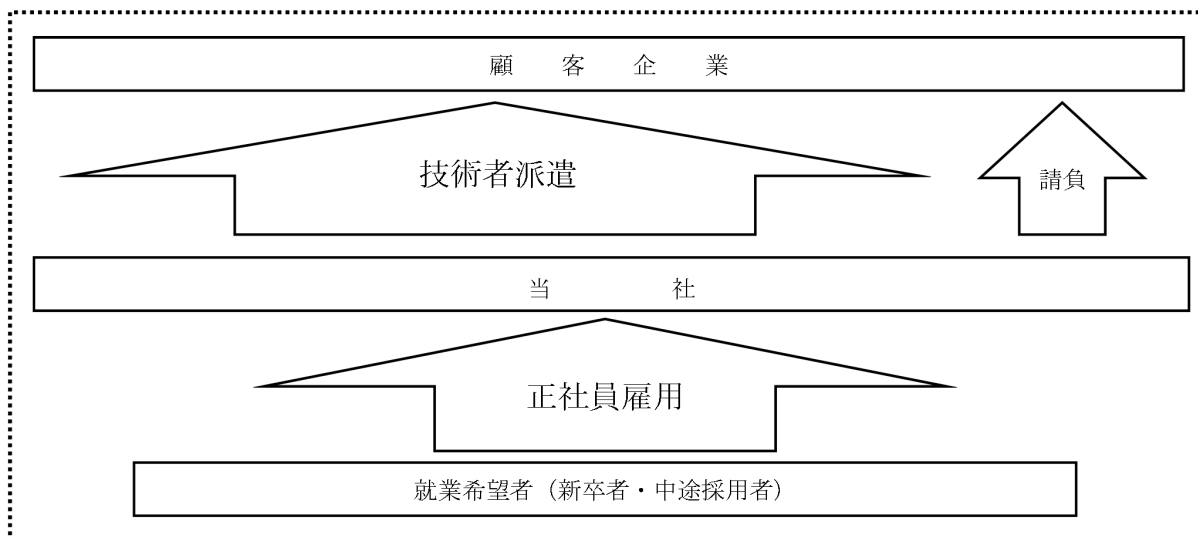 顧客企業
技術者派遣
請負
当社
正社員雇用
就業希望者（新卒者・中途採用者）